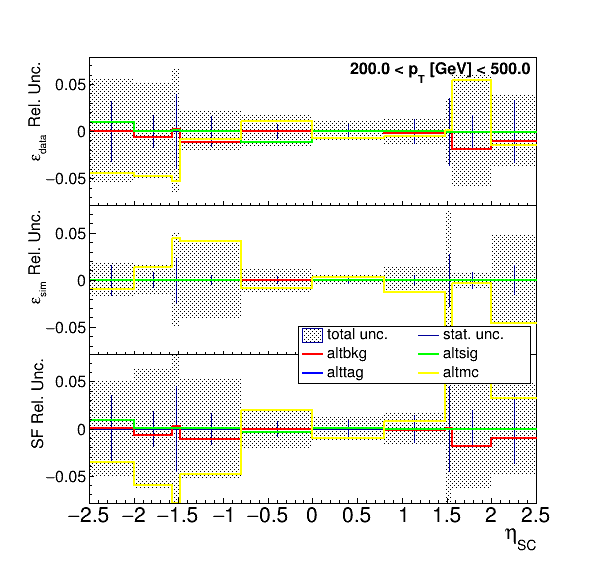 200.0 < p_T [GeV] < 500.0
ε_data Rel. Unc.
0.05
0
−0.05
ε_sim Rel. Unc.
0.05
0
−0.05
total unc. stat. unc.
altbkg altsig
alttag altmc
SF Rel. Unc.
0.05
0
−0.05
−2.5 −2 −1.5 −1 −0.5 0 0.5 1 1.5 2 2.5
η_SC